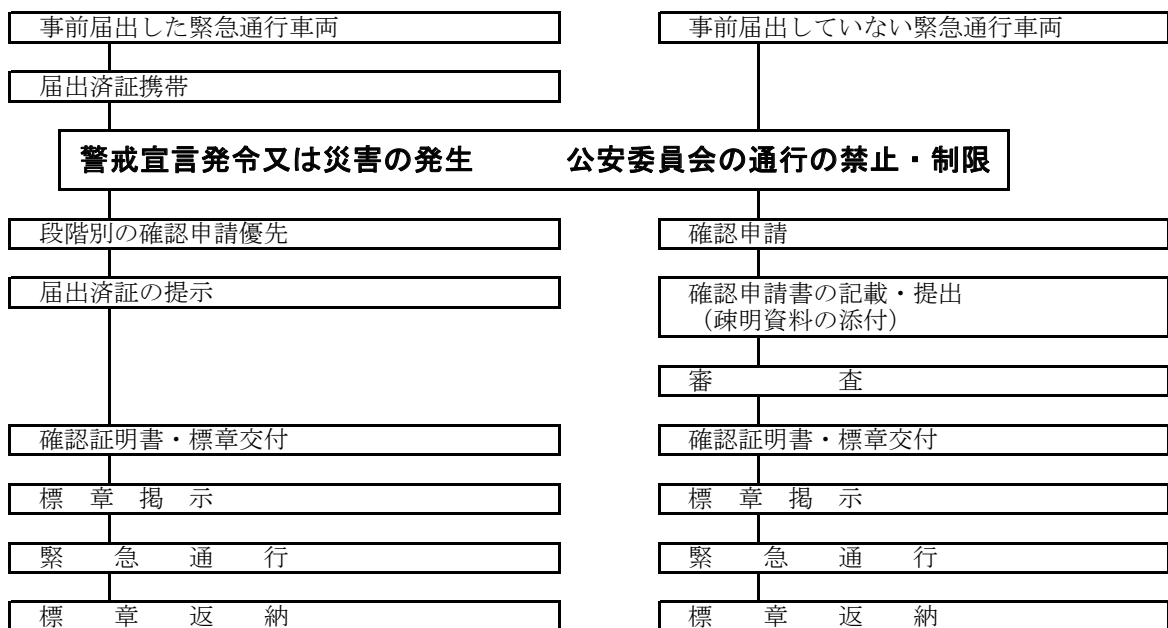 事前届出した緊急通行車両
事前届出していない緊急通行車両
届出済証携帯
警戒宣言発令又は災害の発生　　　公安委員会の通行の禁止・制限
段階別の確認申請優先
確認申請
届出済証の提示
確認申請書の記載・提出
（疎明資料の添付）
審　　　　　査
確認証明書・標章交付
確認証明書・標章交付
標　章　掲　示
標　章　掲　示
緊　　急　　通　　行
緊　　急　　通　　行
標　　章　　返　　納
標　　章　　返　　納